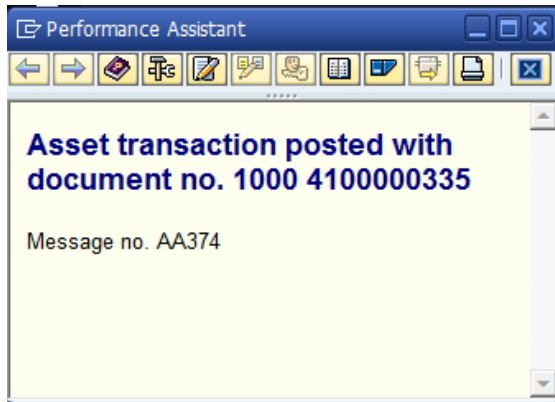 Performance Assistant
Asset transaction posted with
document no. 1000 4100000335
Message no. AA374